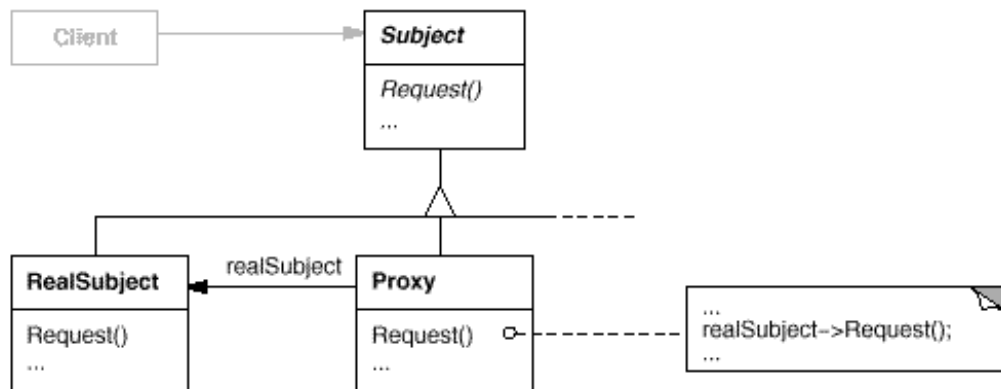 Client
Subject
Request()
...
RealSubject
Request()
...
realSubject
Proxy
Request()
...
...
realSubject->Request();
...